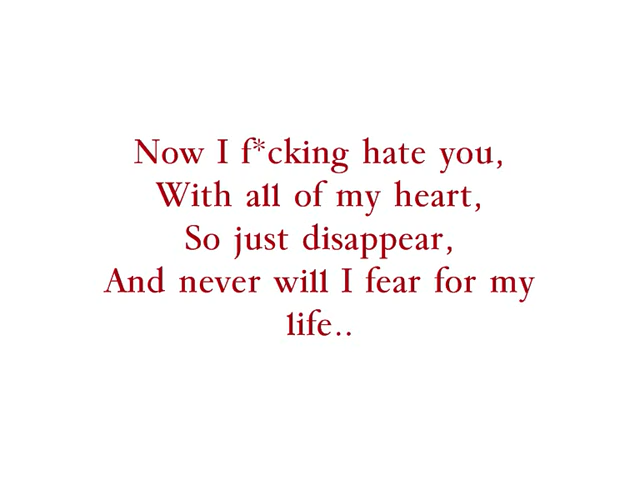 Now I f*cking hate you,
With all of my heart,
So just disappear,
And never will I fear for my
life..